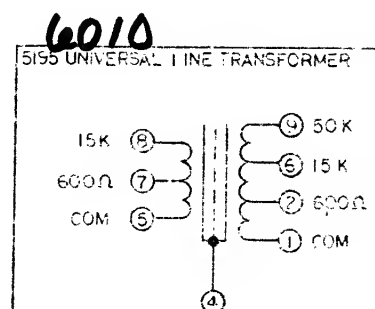 6010
5195 UNIVERSAL LINE TRANSFORMER
⑨ 50K
15K ⑧
⑥ 15K
600Ω ⑦
② 600Ω
COM ⑤
① COM
④